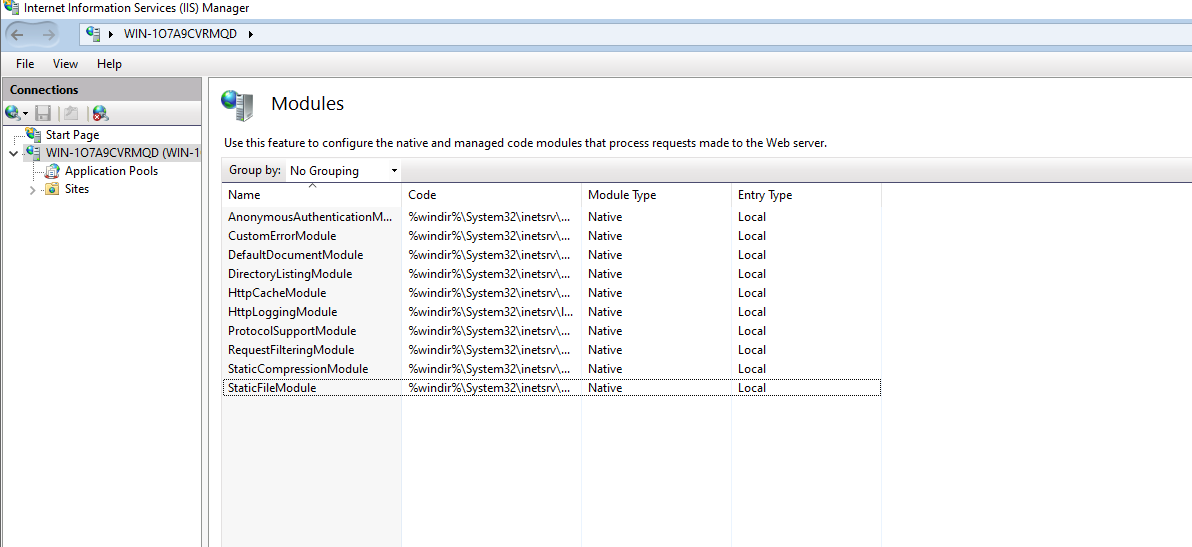 Internet Information Services (IIS) Manager
WIN-1O7A9CVRMQD
File View Help
Connections
Start Page
WIN-1O7A9CVRMQD (WIN-1
Application Pools
Sites
Modules
Use this feature to configure the native and managed code modules that process requests made to the Web server.
Group by: No Grouping
Name Code Module Type Entry Type
AnonymousAuthenticationM... %windir%\System32\inetsrv\... Native Local
CustomErrorModule %windir%\System32\inetsrv\... Native Local
DefaultDocumentModule %windir%\System32\inetsrv\... Native Local
DirectoryListingModule %windir%\System32\inetsrv\... Native Local
HttpCacheModule %windir%\System32\inetsrv\... Native Local
HttpLoggingModule %windir%\System32\inetsrv\l... Native Local
ProtocolSupportModule %windir%\System32\inetsrv\... Native Local
RequestFilteringModule %windir%\System32\inetsrv\... Native Local
StaticCompressionModule %windir%\System32\inetsrv\... Native Local
StaticFileModule %windir%\System32\inetsrv\... Native Local